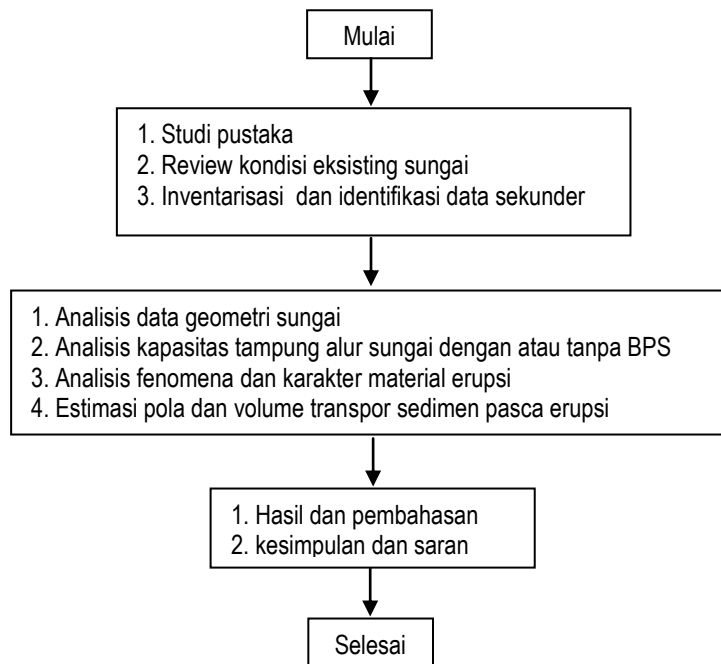 Mulai
1. Studi pustaka
2. Review kondisi eksisting sungai
3. Inventarisasi dan identifikasi data sekunder
1. Analisis data geometri sungai
2. Analisis kapasitas tampung alur sungai dengan atau tanpa BPS
3. Analisis fenomena dan karakter material erupsi
4. Estimasi pola dan volume transpor sedimen pasca erupsi
1. Hasil dan pembahasan
2. kesimpulan dan saran
Selesai